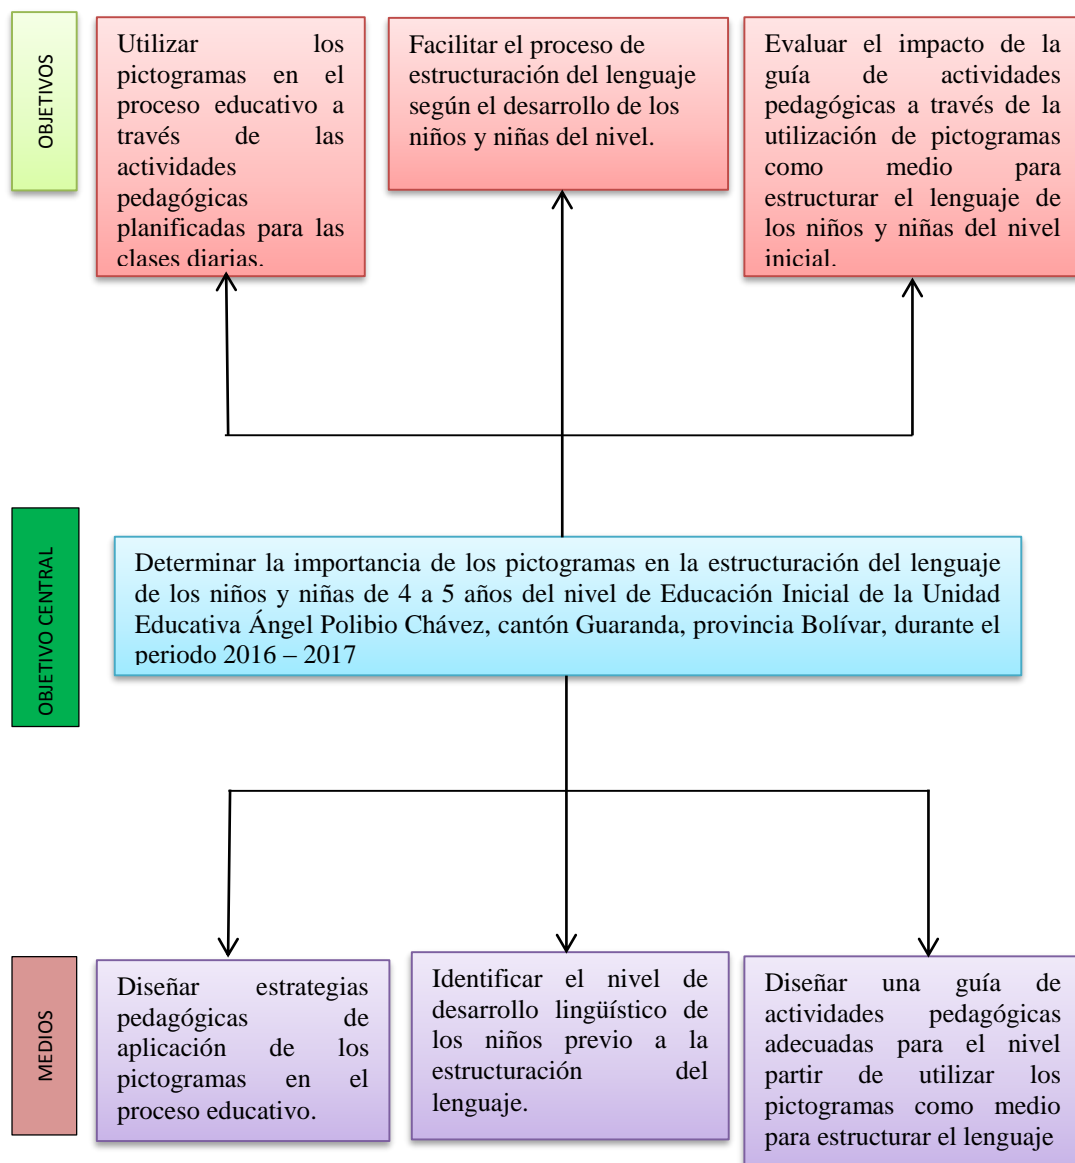 OBJETIVOS
Utilizar los
pictogramas en el
proceso educativo a
través de las
actividades
pedagógicas
planificadas para las
clases diarias.
Facilitar el proceso de
estructuración del lenguaje
según el desarrollo de los
niños y niñas del nivel.
Evaluar el impacto de la
guía de actividades
pedagógicas a través de la
utilización de pictogramas
como medio para
estructurar el lenguaje de
los niños y niñas del nivel
inicial.
OBJETIVO CENTRAL
Determinar la importancia de los pictogramas en la estructuración del lenguaje
de los niños y niñas de 4 a 5 años del nivel de Educación Inicial de la Unidad
Educativa Ángel Polibio Chávez, cantón Guaranda, provincia Bolívar, durante el
periodo 2016 – 2017
MEDIOS
Diseñar estrategias
pedagógicas de
aplicación de los
pictogramas en el
proceso educativo.
Identificar el nivel de
desarrollo lingüístico de
los niños previo a la
estructuración del
lenguaje.
Diseñar una guía de
actividades pedagógicas
adecuadas para el nivel
partir de utilizar los
pictogramas como medio
para estructurar el lenguaje